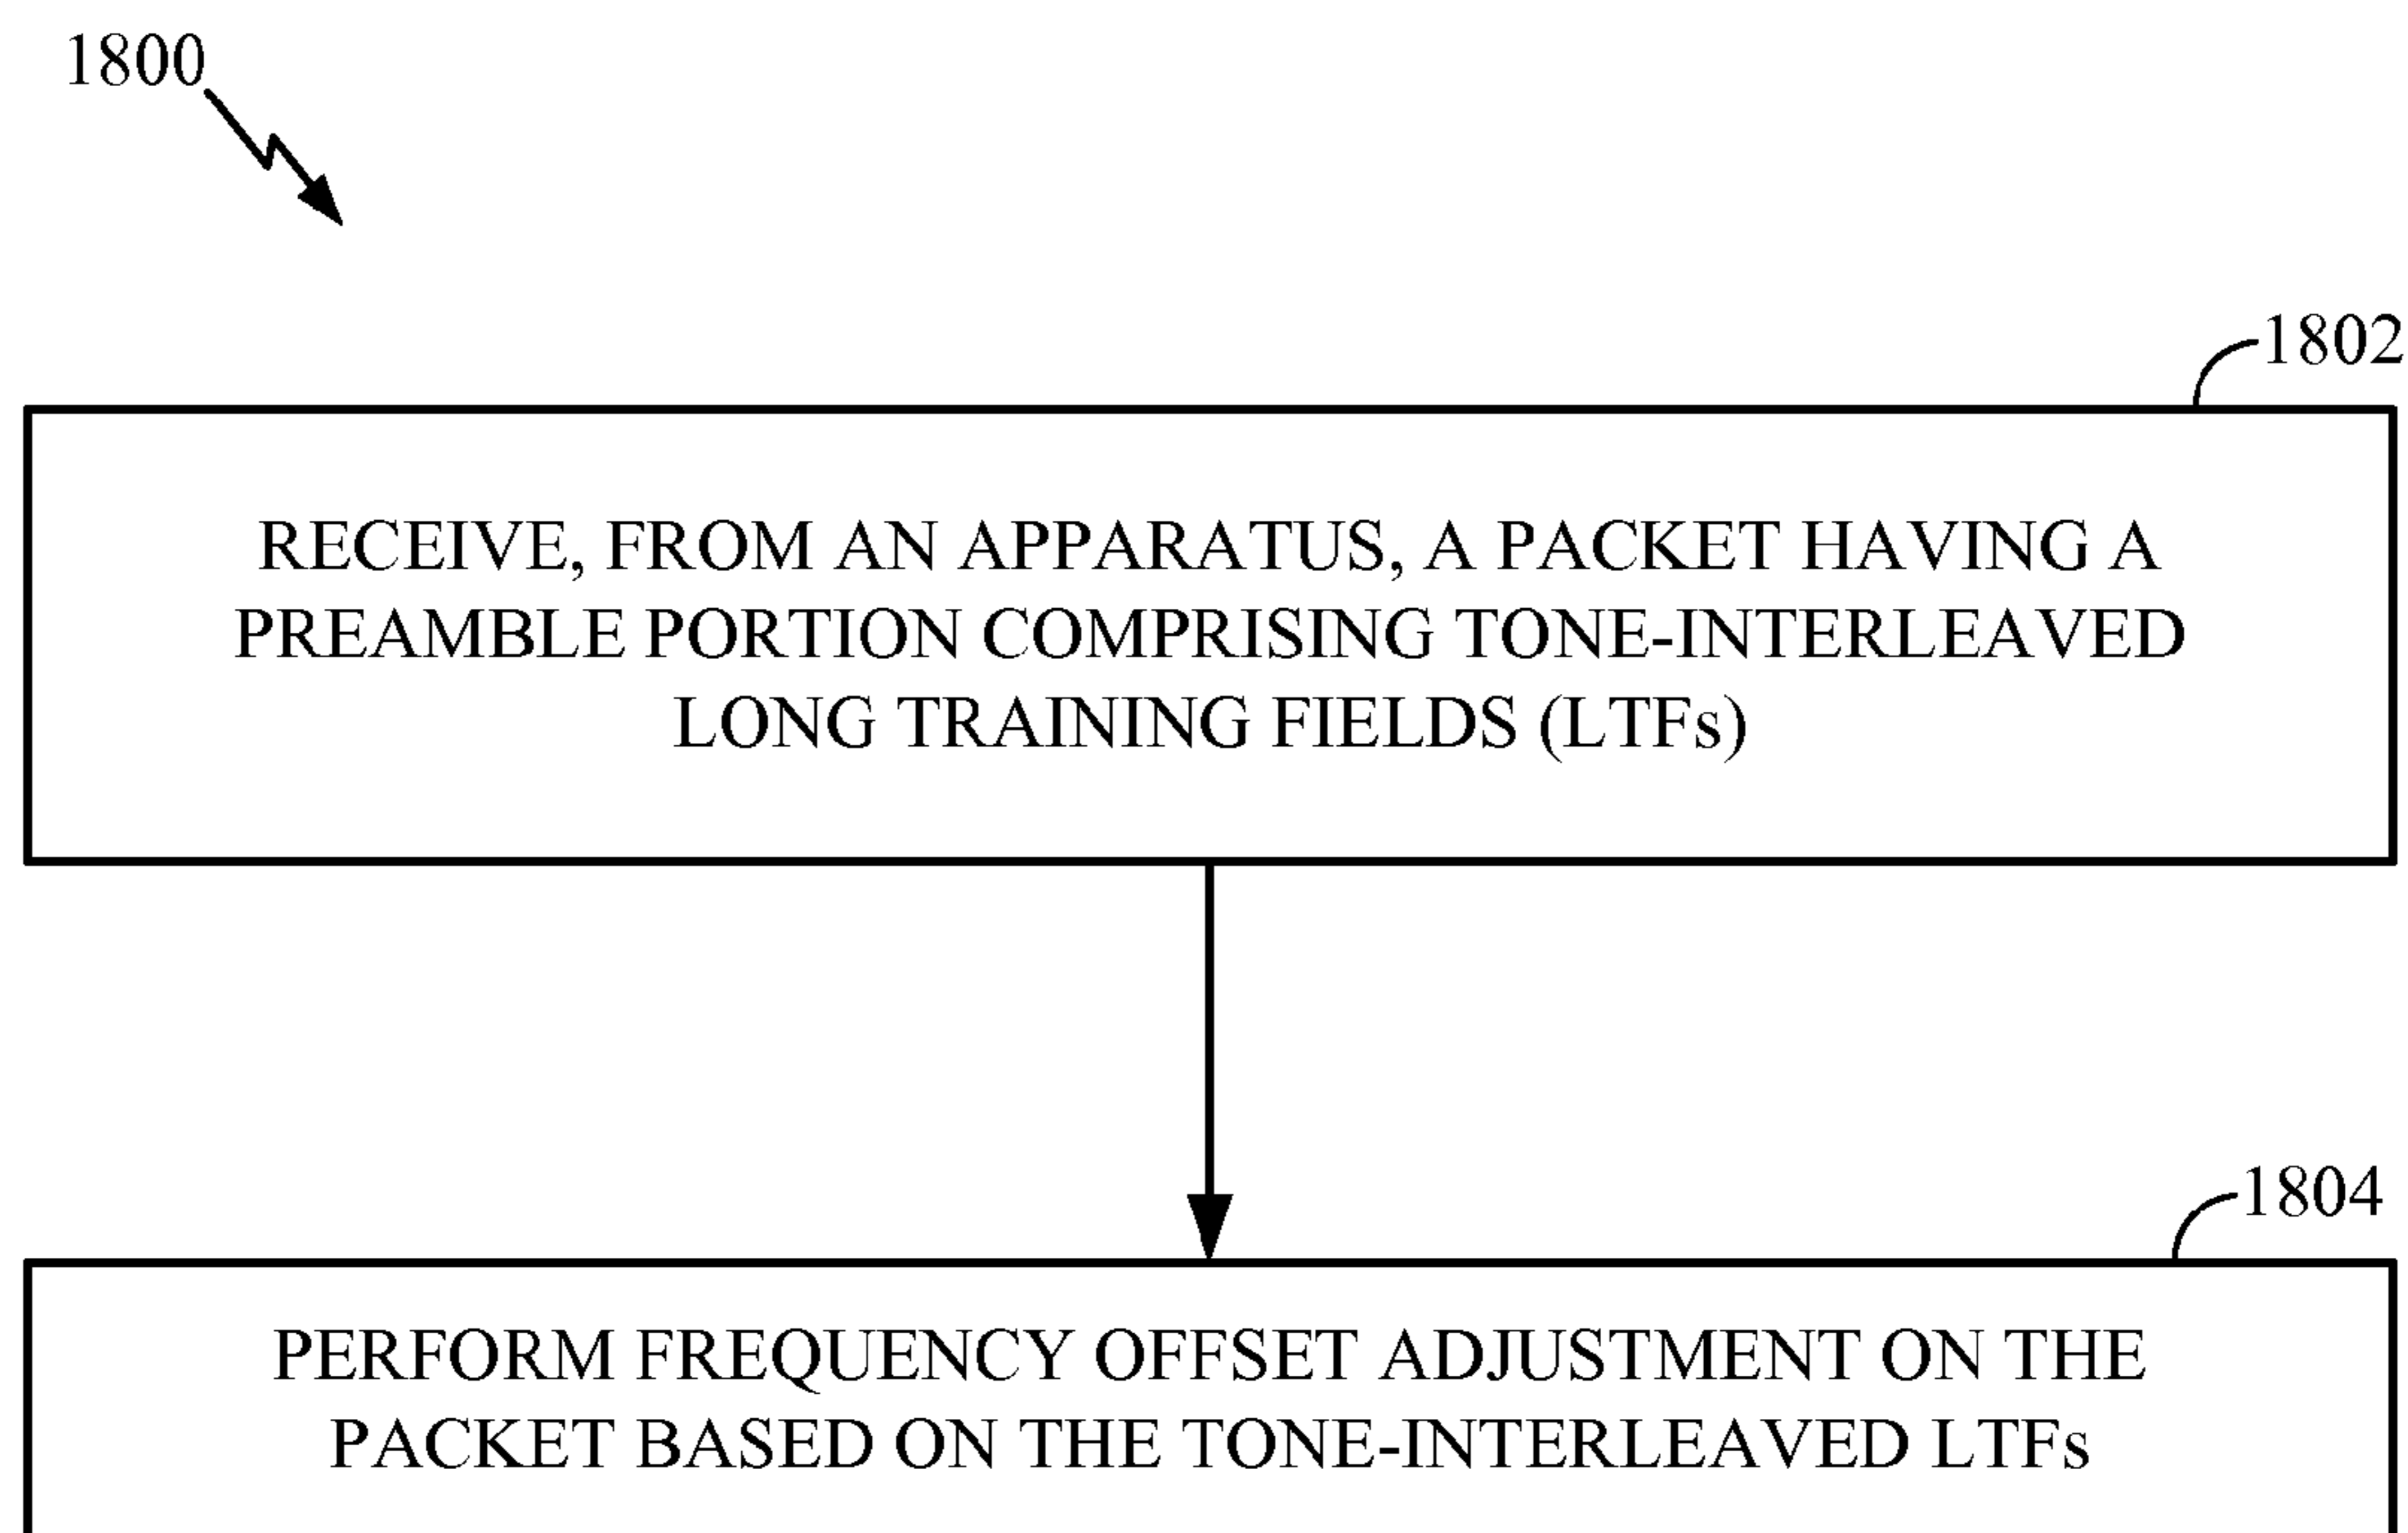 1800
1802
RECEIVE, FROM AN APPARATUS, A PACKET HAVING A
PREAMBLE PORTION COMPRISING TONE-INTERLEAVED
LONG TRAINING FIELDS (LTFs)
1804
PERFORM FREQUENCY OFFSET ADJUSTMENT ON THE
PACKET BASED ON THE TONE-INTERLEAVED LTFs